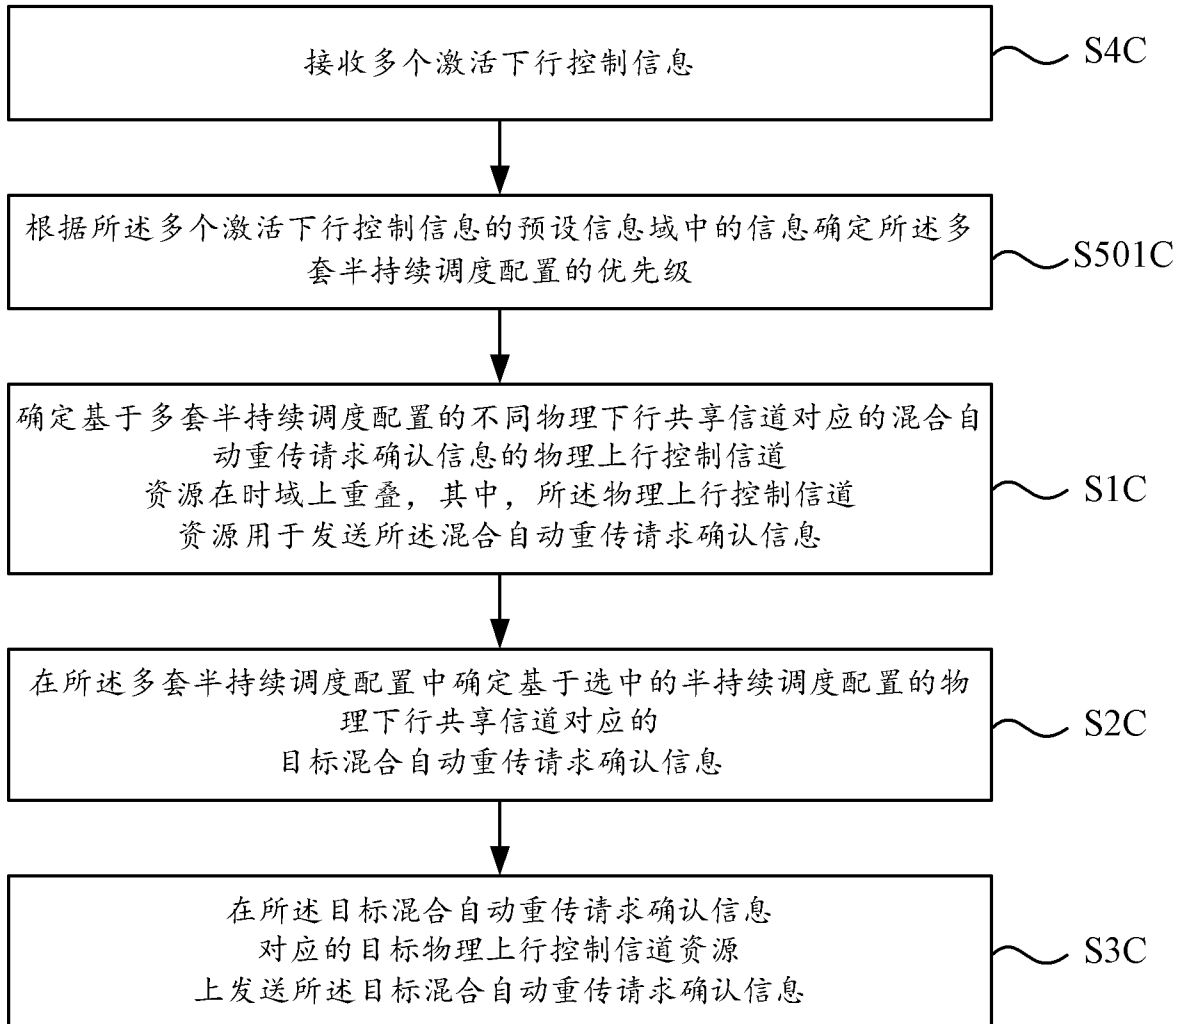 接收多个激活下行控制信息
S4C
根据所述多个激活下行控制信息的预设信息域中的信息确定所述多
套半持续调度配置的优先级
S501C
确定基于多套半持续调度配置的不同物理下行共享信道对应的混合自
动重传请求确认信息的物理上行控制信道
资源在时域上重叠，其中，所述物理上行控制信道
资源用于发送所述混合自动重传请求确认信息
S1C
在所述多套半持续调度配置中确定基于选中的半持续调度配置的物
理下行共享信道对应的
目标混合自动重传请求确认信息
S2C
在所述目标混合自动重传请求确认信息
对应的目标物理上行控制信道资源
上发送所述目标混合自动重传请求确认信息
S3C